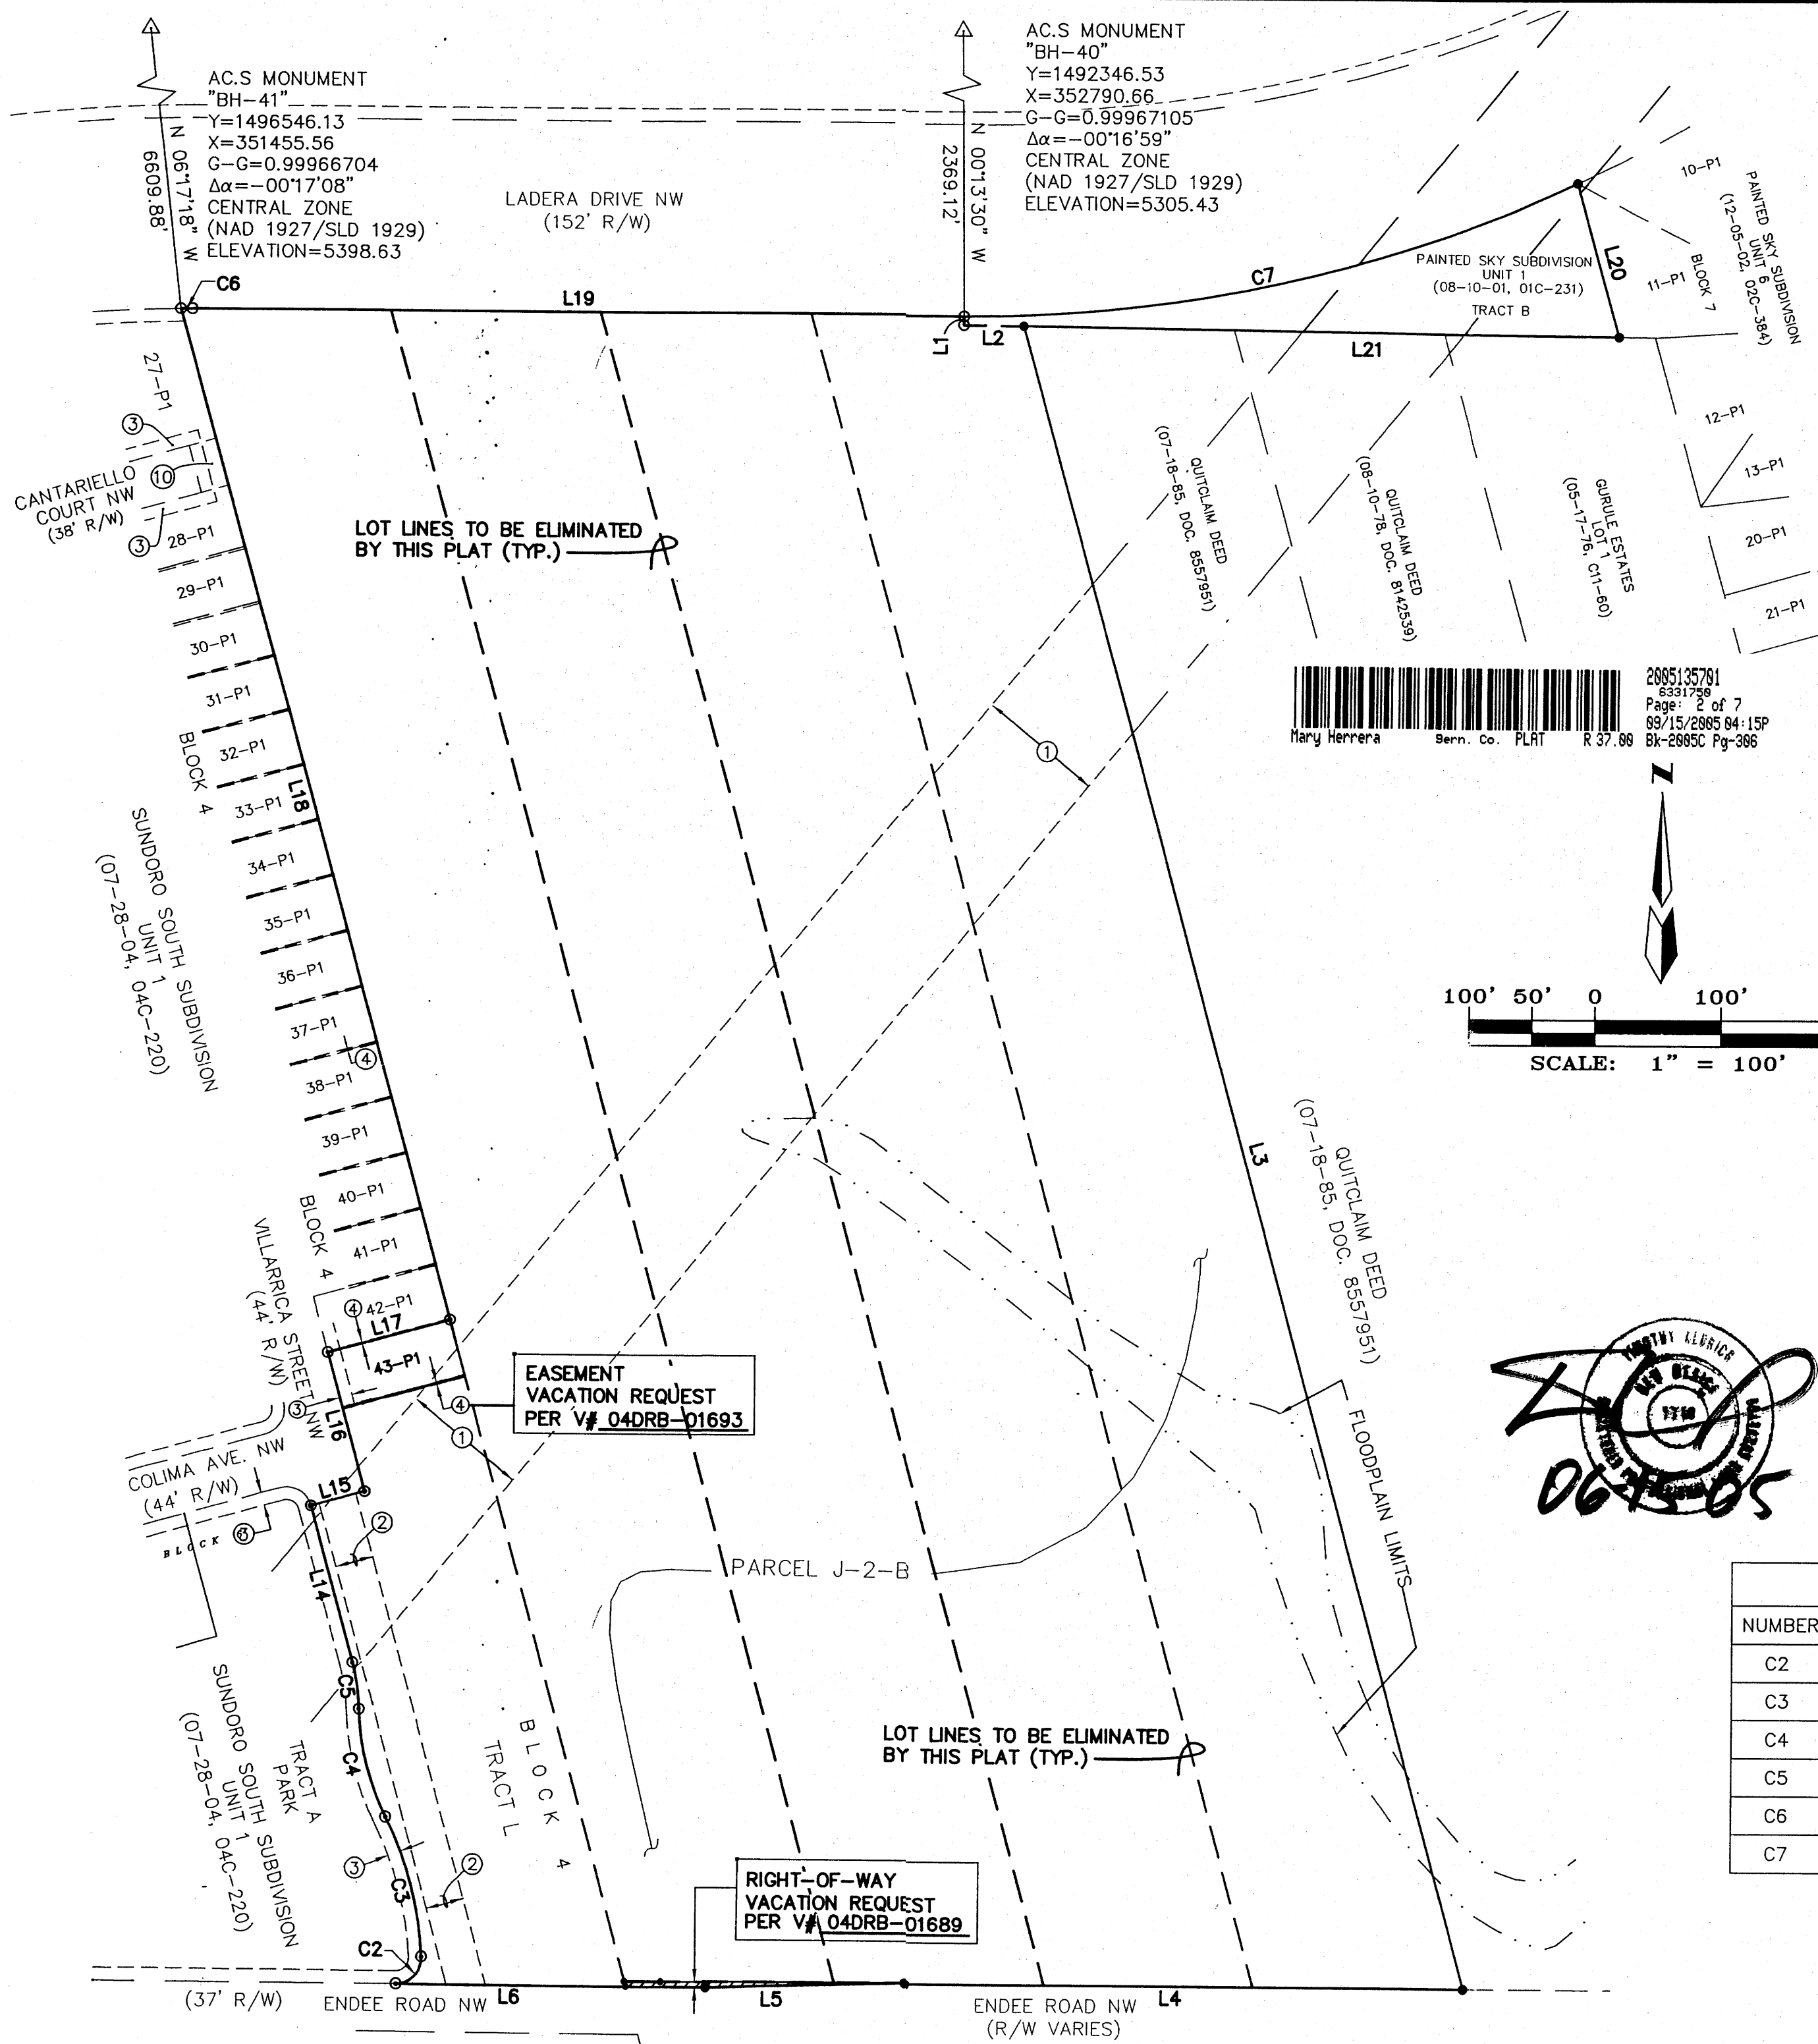 AC.S MONUMENT
"BH-41"
Y=1496546.13
X=351455.56
G-G=0.99966704
Δα=-00°17'08"
CENTRAL ZONE
(NAD 1927/SLD 1929)
ELEVATION=5398.63
N 06°17'18" W
6609.88'
AC.S MONUMENT
"BH-40"
Y=1492346.53
X=352790.66
G-G=0.99967105
Δα=-00°16'59"
CENTRAL ZONE
(NAD 1927/SLD 1929)
ELEVATION=5305.43
N 00°13'30" W
2369.12'
LADERA DRIVE NW
(152' R/W)
C6
L19
L1
L2
C7
L20
L21
PAINTED SKY SUBDIVISION
UNIT 1
(08-10-01, 01C-231)
TRACT B
10-P1
11-P1
BLOCK 7
PAINTED SKY SUBDIVISION
UNIT 6
(12-05-02, 02C-384)
12-P1
13-P1
20-P1
21-P1
GURULE ESTATES
LOT 1
(05-17-76, C11-60)
QUITCLAIM DEED
(08-10-78, DOC. 8142539)
QUITCLAIM DEED
(07-18-85, DOC. 8557951)
27-P1
3
10
CANTARIELLO
COURT NW
(38' R/W)
3
28-P1
29-P1
30-P1
31-P1
32-P1
33-P1
34-P1
35-P1
36-P1
37-P1
4
38-P1
39-P1
40-P1
41-P1
42-P1
4
43-P1
BLOCK 4
L18
SUNDORO SOUTH SUBDIVISION
UNIT 1
(07-28-04, 04C-220)
LOT LINES TO BE ELIMINATED
BY THIS PLAT (TYP.)
1
Mary Herrera Bern. Co. PLAT R 37.00
2005135701
6331750
Page: 2 of 7
09/15/2005 04:15P
Bk-2005C Pg-306
N
100' 50' 0 100'
SCALE: 1" = 100'
L3
QUITCLAIM DEED
(07-18-85, DOC. 8557951)
FLOODPLAIN LIMITS
BLOCK 4
VILLARRICA STREET NW
(44' R/W)
L17
L16
3
4
1
EASEMENT
VACATION REQUEST
PER V# 04DRB-01693
COLIMA AVE. NW
(44' R/W)
L15
BLOCK
2
L14
PARCEL J-2-B
C5
C4
TRACT A
PARK
SUNDORO SOUTH SUBDIVISION
UNIT 1
(07-28-04, 04C-220)
BLOCK 4
TRACT L
3
C3
2
C2
LOT LINES TO BE ELIMINATED
BY THIS PLAT (TYP.)
RIGHT-OF-WAY
VACATION REQUEST
PER V# 04DRB-01689
(37' R/W)
ENDEE ROAD NW
L6
L5
L4
ENDEE ROAD NW
(R/W VARIES)
NUMBER
C2
C3
C4
C5
C6
C7